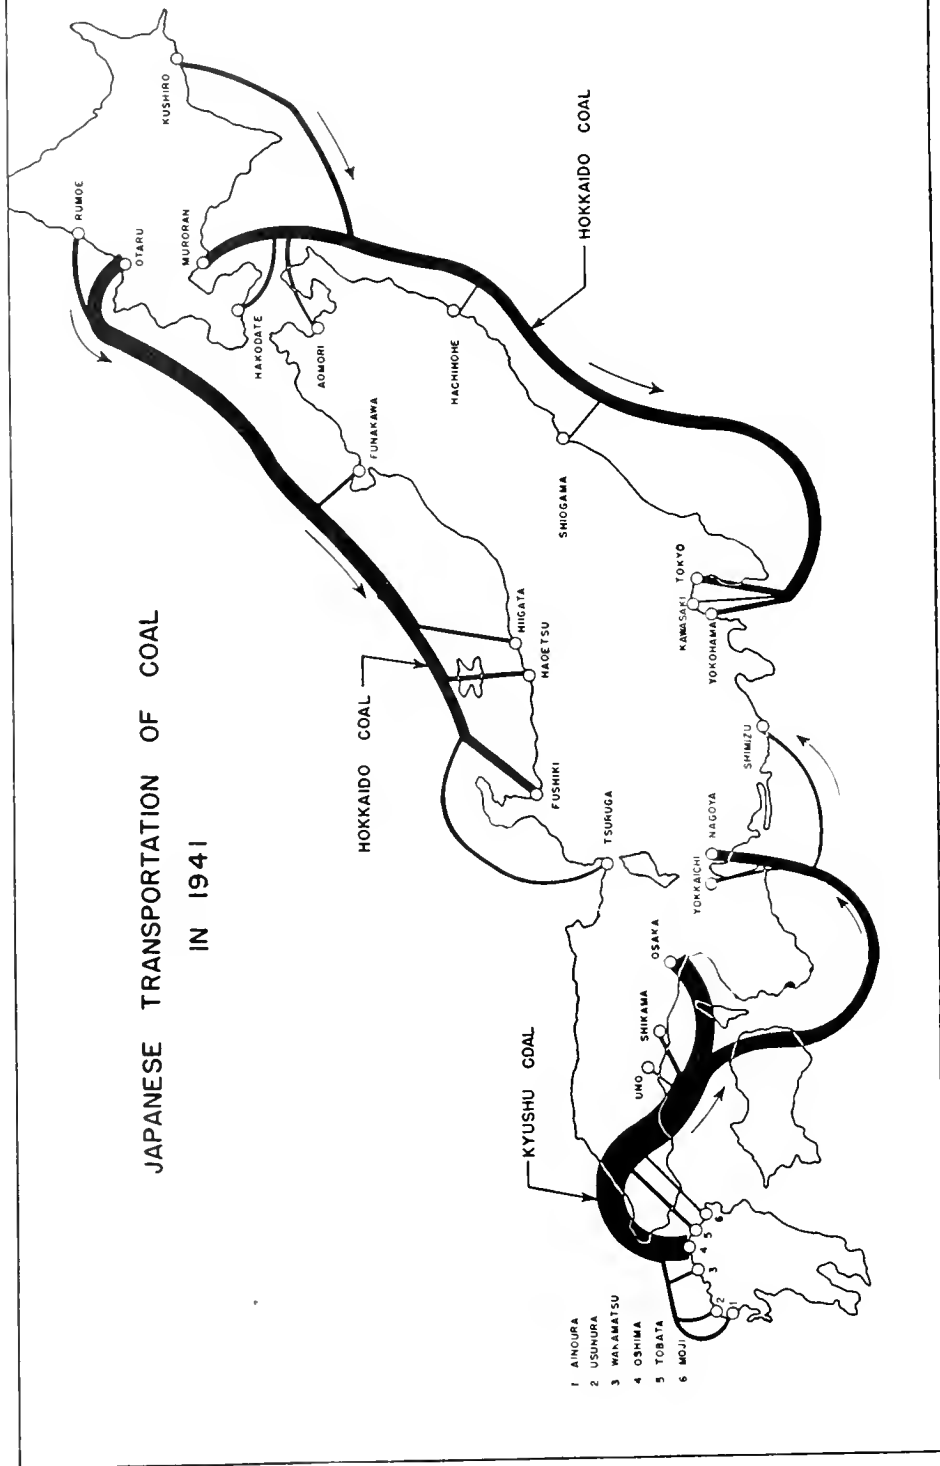 JAPANESE TRANSPORTATION OF COAL
IN 1941
KUSHIRO
RUMOE
OTARU
MURORAN
HAKODATE
AOMORI
HACHINOHE
HOKKAIDO COAL
FUNAKAWA
SHIOGAMA
HIIGATA
HAOETSU
HOKKAIDO COAL
FUSHIKI
TSURUGA
TOKYO
KAWASAKI
YOKOHAMA
SHIMIZU
NAGOYA
YOKKAICHI
OSAKA
SHIKAMA
UNO
KYUSHU COAL
1
2
3
4
5
6
1 AINOURA
2 USUNURA
3 WAKAMATSU
4 OSHIMA
5 TOBATA
6 MOJI